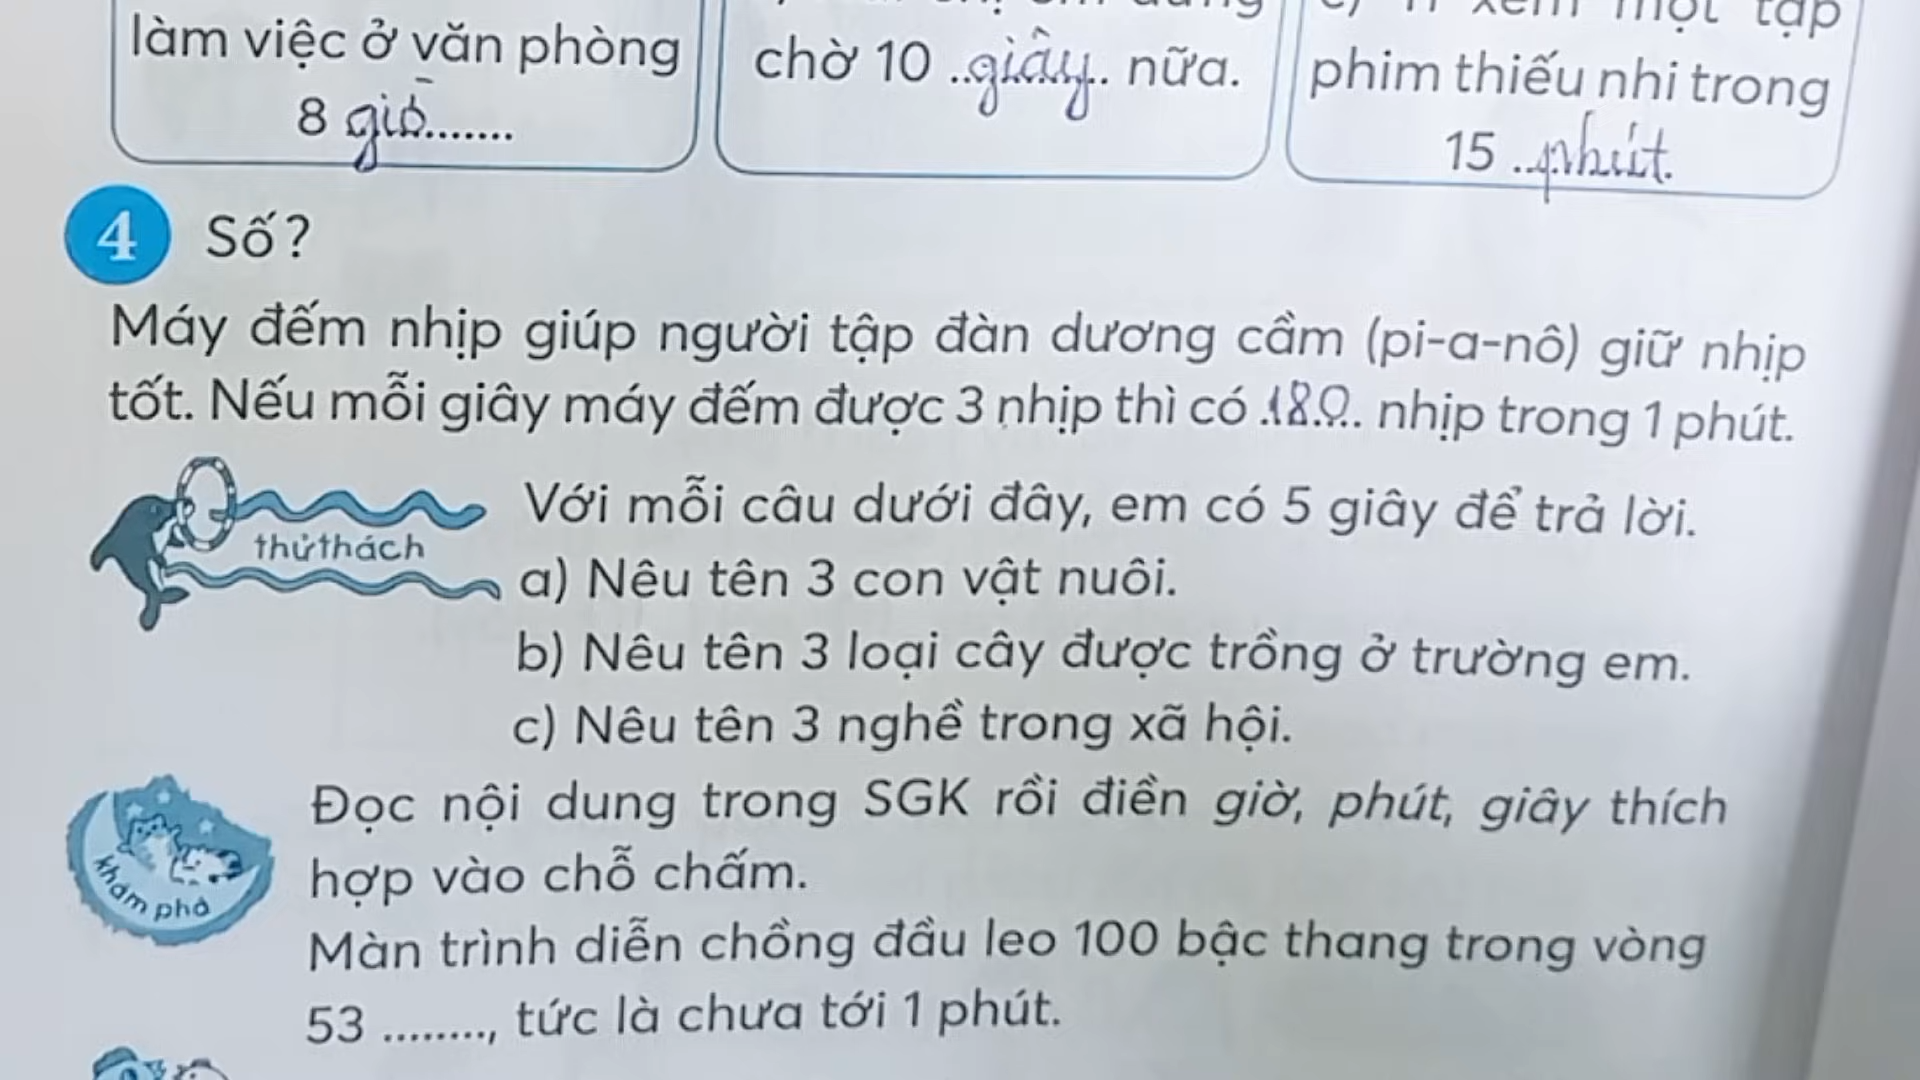 làm việc ở văn phòng
8 giờ.......
chờ 10 ..giây.. nữa.
xem một tập
phim thiếu nhi trong
15 ..phút.
4 Số?
Máy đếm nhịp giúp người tập đàn dương cầm (pi-a-nô) giữ nhịp
tốt. Nếu mỗi giây máy đếm được 3 nhịp thì có .180.. nhịp trong 1 phút.
thử thách
Với mỗi câu dưới đây, em có 5 giây để trả lời.
a) Nêu tên 3 con vật nuôi.
b) Nêu tên 3 loại cây được trồng ở trường em.
c) Nêu tên 3 nghề trong xã hội.
khám phá
Đọc nội dung trong SGK rồi điền giờ, phút, giây thích
hợp vào chỗ chấm.
Màn trình diễn chồng đầu leo 100 bậc thang trong vòng
53 ........, tức là chưa tới 1 phút.